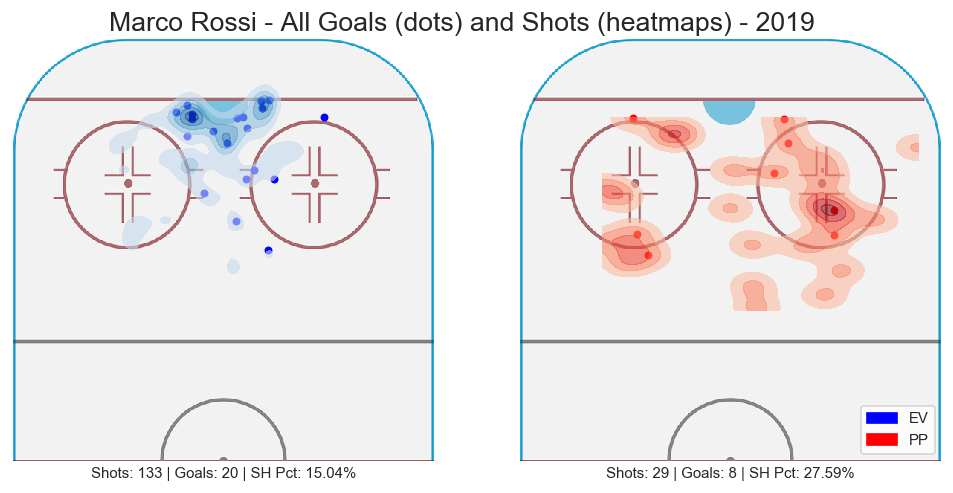 Marco Rossi - All Goals (dots) and Shots (heatmaps) - 2019
EV
PP
Shots: 133 | Goals: 20 | SH Pct: 15.04%
Shots: 29 | Goals: 8 | SH Pct: 27.59%